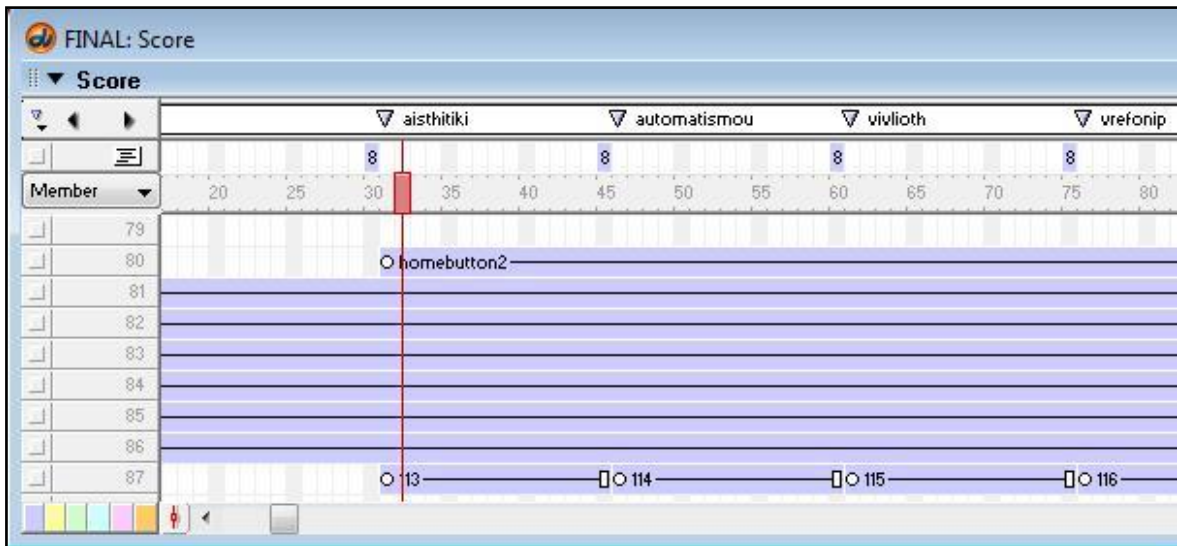 FINAL: Score
Score
aisthitiki automatismou vivlioth vrefonip
8 8 8 8
Member 20 25 30 35 40 45 50 55 60 65 70 75 80
79
80 homebutton2
81
82
83
84
85
86
87 113 114 115 116